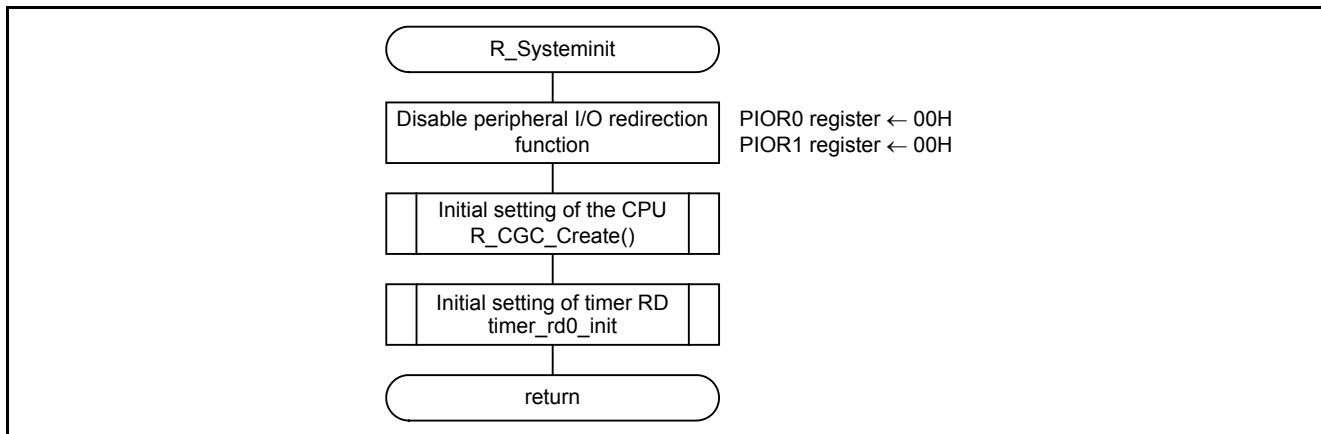 R_Systeminit
Disable peripheral I/O redirection
function
PIOR0 register ← 00H
PIOR1 register ← 00H
Initial setting of the CPU
R_CGC_Create()
Initial setting of timer RD
timer_rd0_init
return